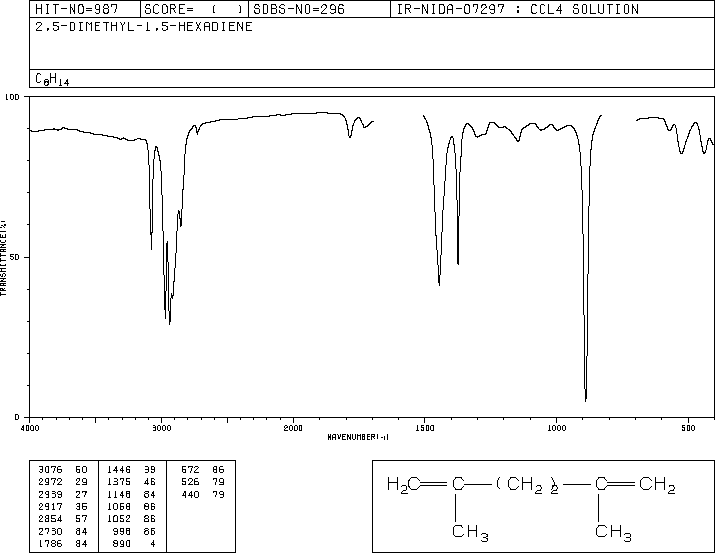 HIT-NO=987 SCORE= ( ) SDBS-NO=296 IR-NIDA-07297 : CCL4 SOLUTION
2,5-DIMETHYL-1,5-HEXADIENE
C8H14
100
50
0
TRANSMITTANCE(%)
4000 3000 2000 1500 1000 500
WAVENUMBER(-1)
3076 50 1446 39 572 86
2972 29 1375 46 526 79
2939 27 1148 84 440 79
2917 35 1068 86
2854 57 1052 86
2730 84 998 86
1786 84 890 4
H2C C (CH2)2 C CH2
CH3 CH3